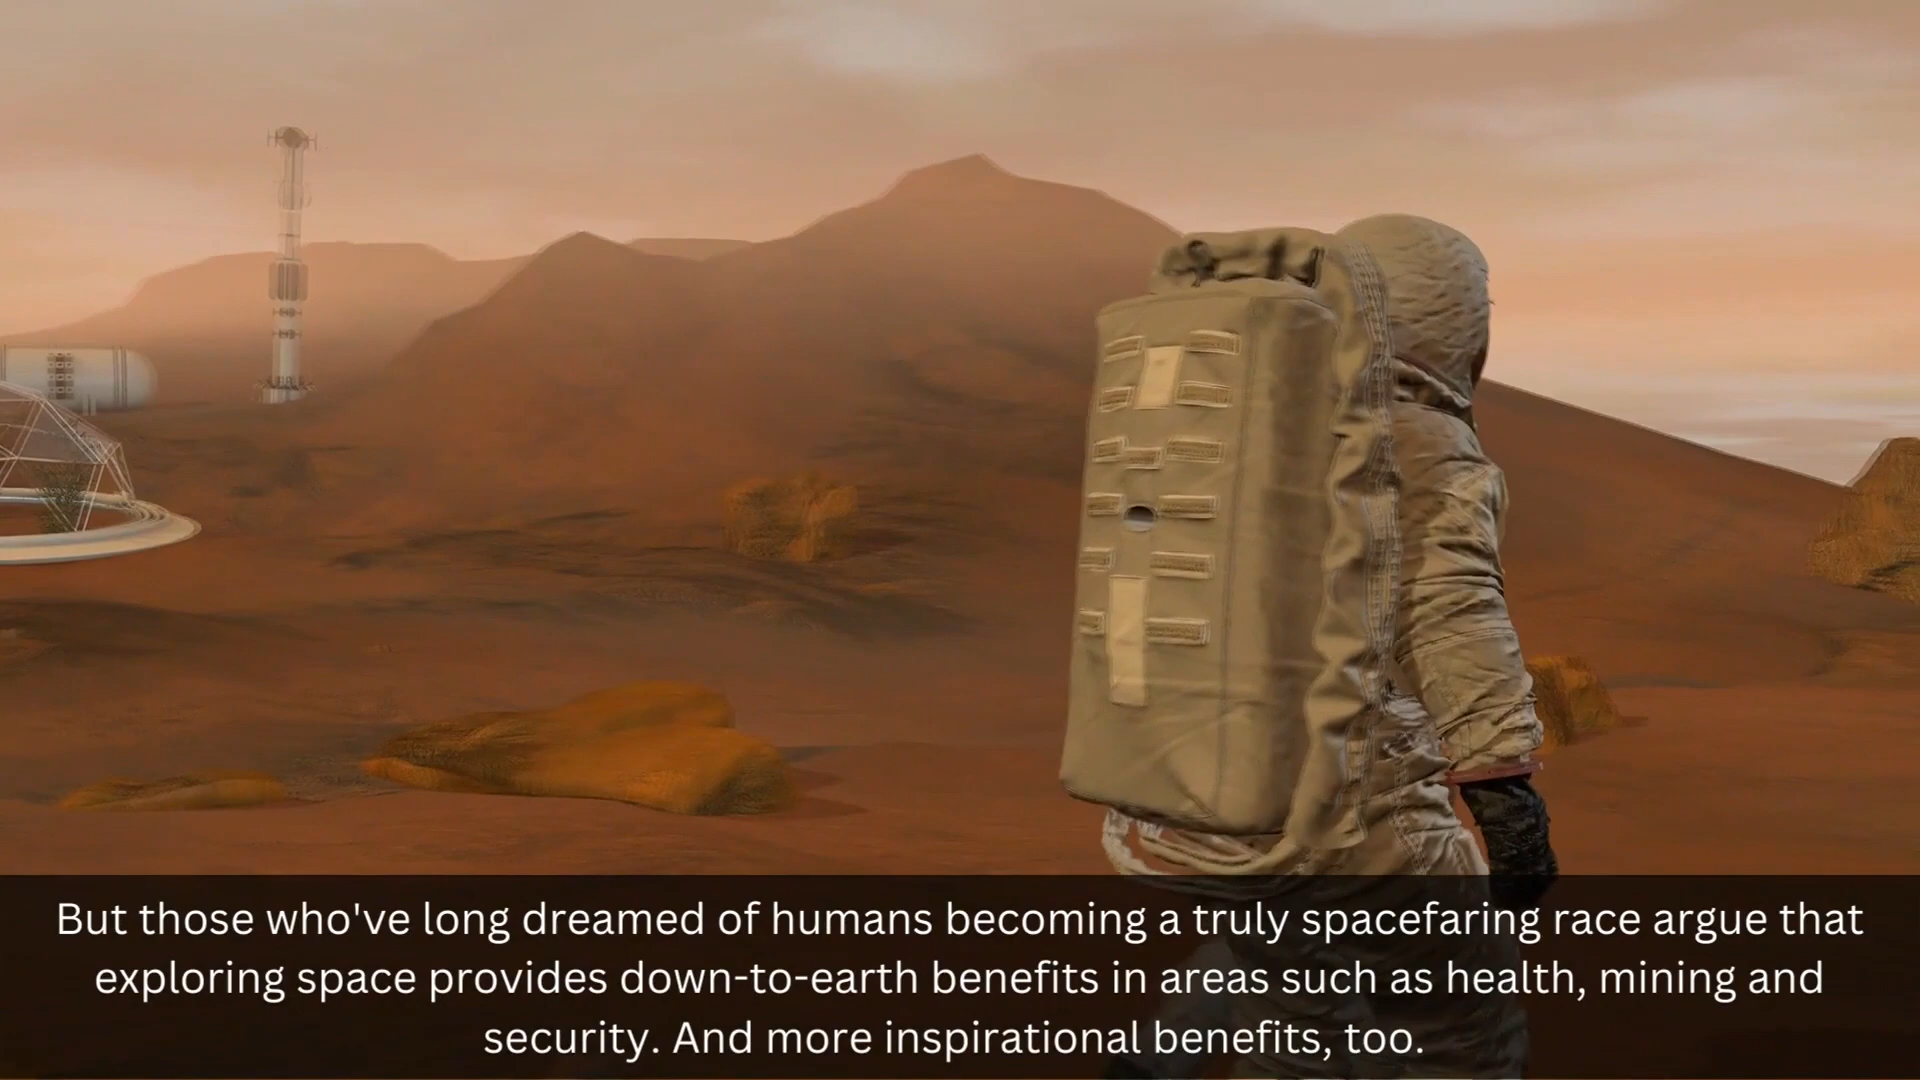 But those who've long dreamed of humans becoming a truly spacefaring race argue that
exploring space provides down-to-earth benefits in areas such as health, mining and
security. And more inspirational benefits, too.